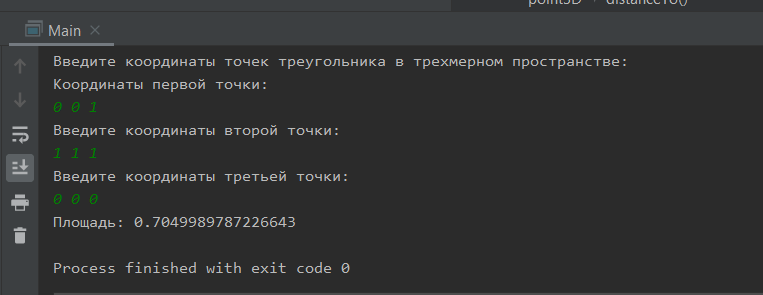 point3D > distanceTo()
Main
Введите координаты точек треугольника в трехмерном пространстве:
Координаты первой точки:
0 0 1
Введите координаты второй точки:
1 1 1
Введите координаты третьей точки:
0 0 0
Площадь: 0.7049989787226643
Process finished with exit code 0